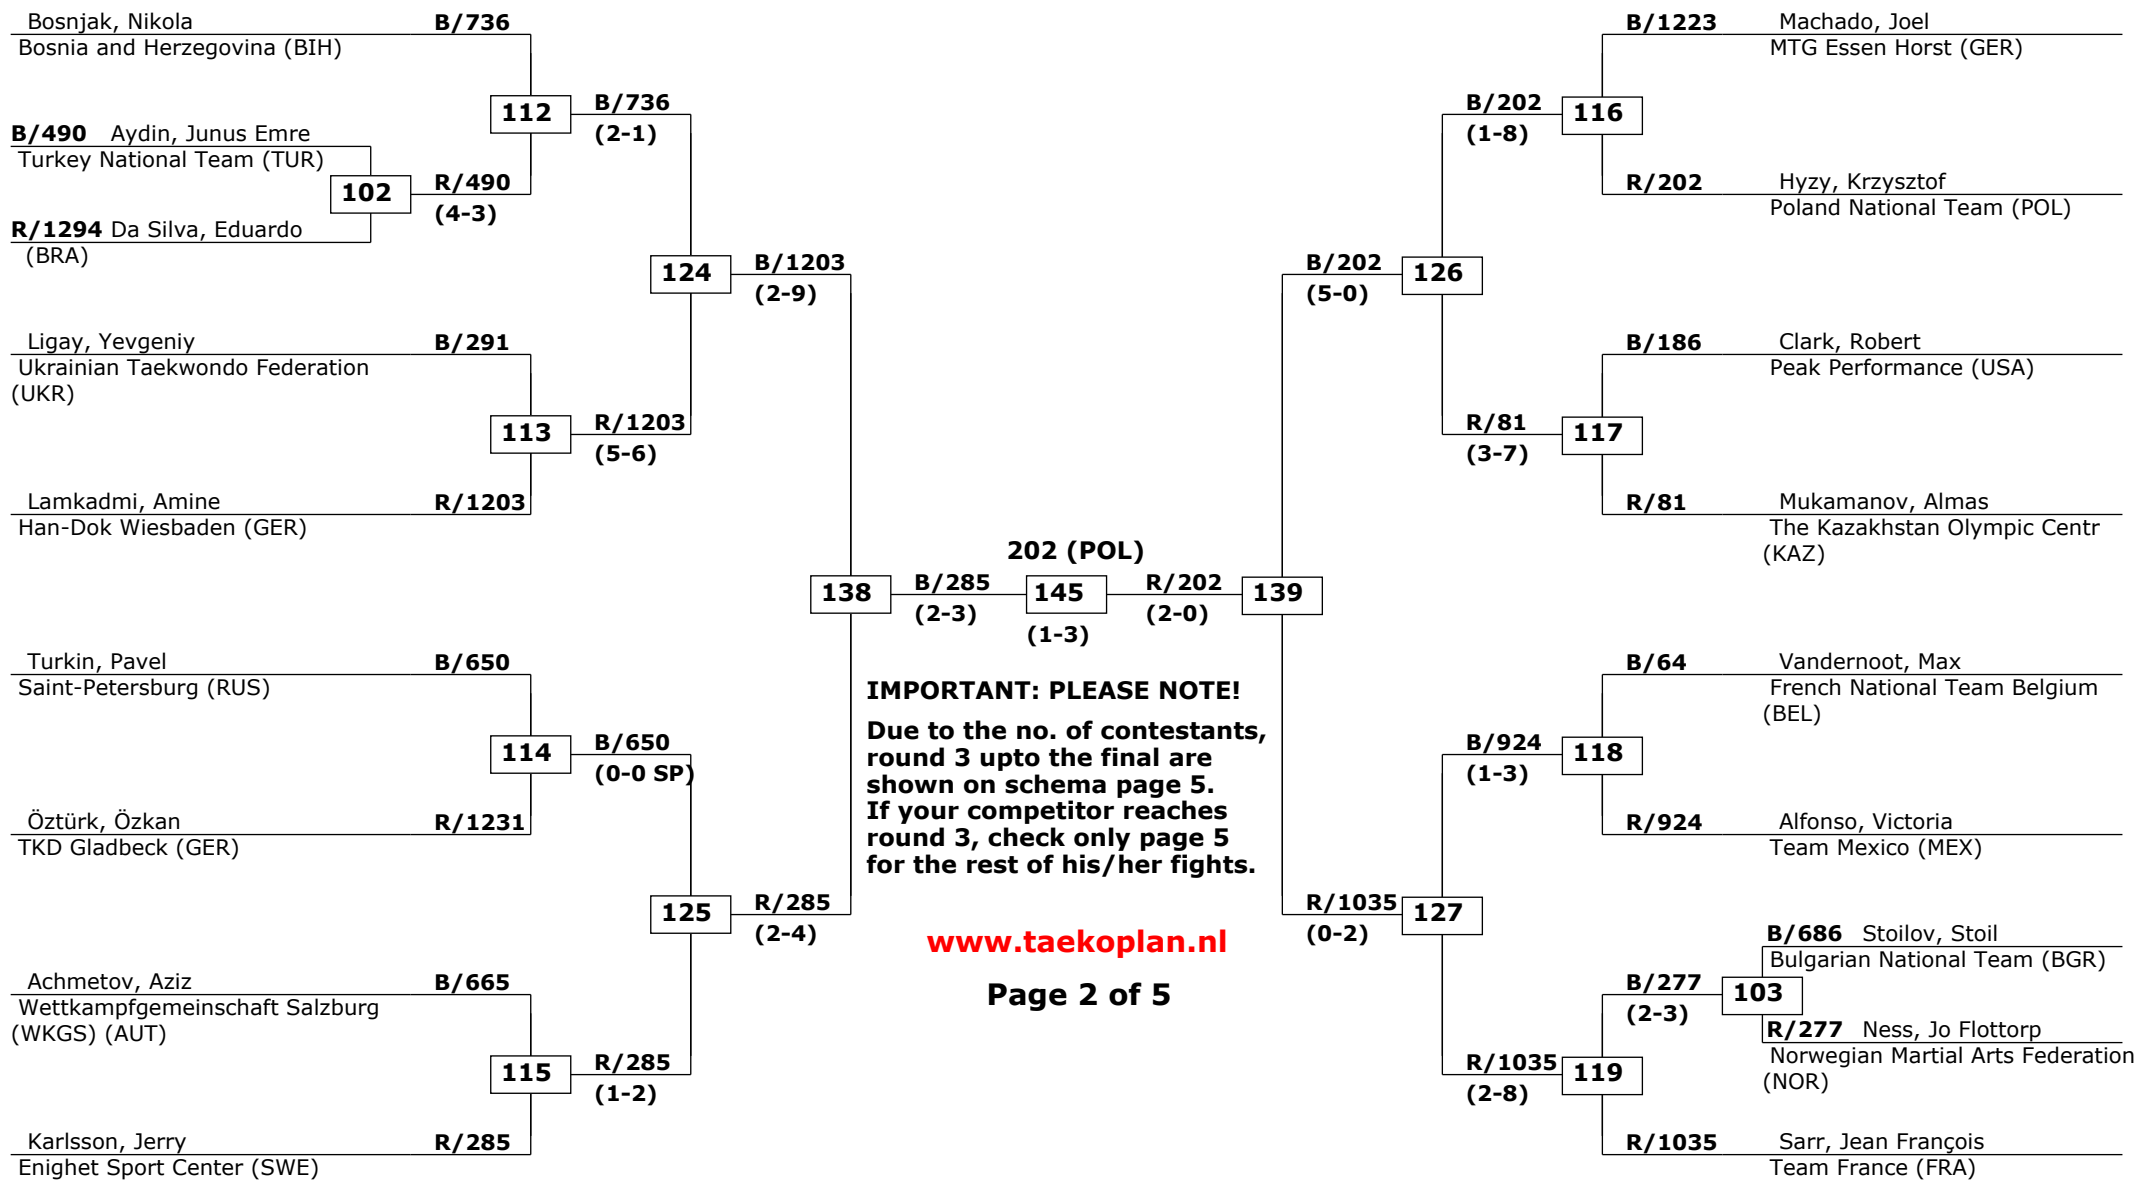 Bosnjak, Nikola B/736
Bosnia and Herzegovina (BIH)
112
B/736
(2-1)
B/490 Aydin, Junus Emre
Turkey National Team (TUR)
102
R/490
(4-3)
R/1294 Da Silva, Eduardo
(BRA)
124
B/1203
(2-9)
Ligay, Yevgeniy B/291
Ukrainian Taekwondo Federation
(UKR)
113
R/1203
(5-6)
Lamkadmi, Amine R/1203
Han-Dok Wiesbaden (GER)
138
B/285
(2-3)
Turkin, Pavel B/650
Saint-Petersburg (RUS)
114
B/650
(0-0 SP)
Öztürk, Özkan R/1231
TKD Gladbeck (GER)
125
R/285
(2-4)
Achmetov, Aziz B/665
Wettkampfgemeinschaft Salzburg
(WKGS) (AUT)
115
R/285
(1-2)
Karlsson, Jerry R/285
Enighet Sport Center (SWE)
202 (POL)
145
(1-3)
IMPORTANT: PLEASE NOTE!
Due to the no. of contestants,
round 3 upto the final are
shown on schema page 5.
If your competitor reaches
round 3, check only page 5
for the rest of his/her fights.
www.taekoplan.nl
Page 2 of 5
B/1223 Machado, Joel
MTG Essen Horst (GER)
B/202
(1-8)
116
R/202 Hyzy, Krzysztof
Poland National Team (POL)
B/202
(5-0)
126
B/186 Clark, Robert
Peak Performance (USA)
R/81
(3-7)
117
R/81 Mukamanov, Almas
The Kazakhstan Olympic Centr
(KAZ)
R/202
(2-0)
139
B/64 Vandernoot, Max
French National Team Belgium
(BEL)
B/924
(1-3)
118
R/924 Alfonso, Victoria
Team Mexico (MEX)
R/1035
(0-2)
127
B/686 Stoilov, Stoil
Bulgarian National Team (BGR)
B/277
(2-3)
103
R/277 Ness, Jo Flottorp
Norwegian Martial Arts Federation
(NOR)
R/1035
(2-8)
119
R/1035 Sarr, Jean François
Team France (FRA)